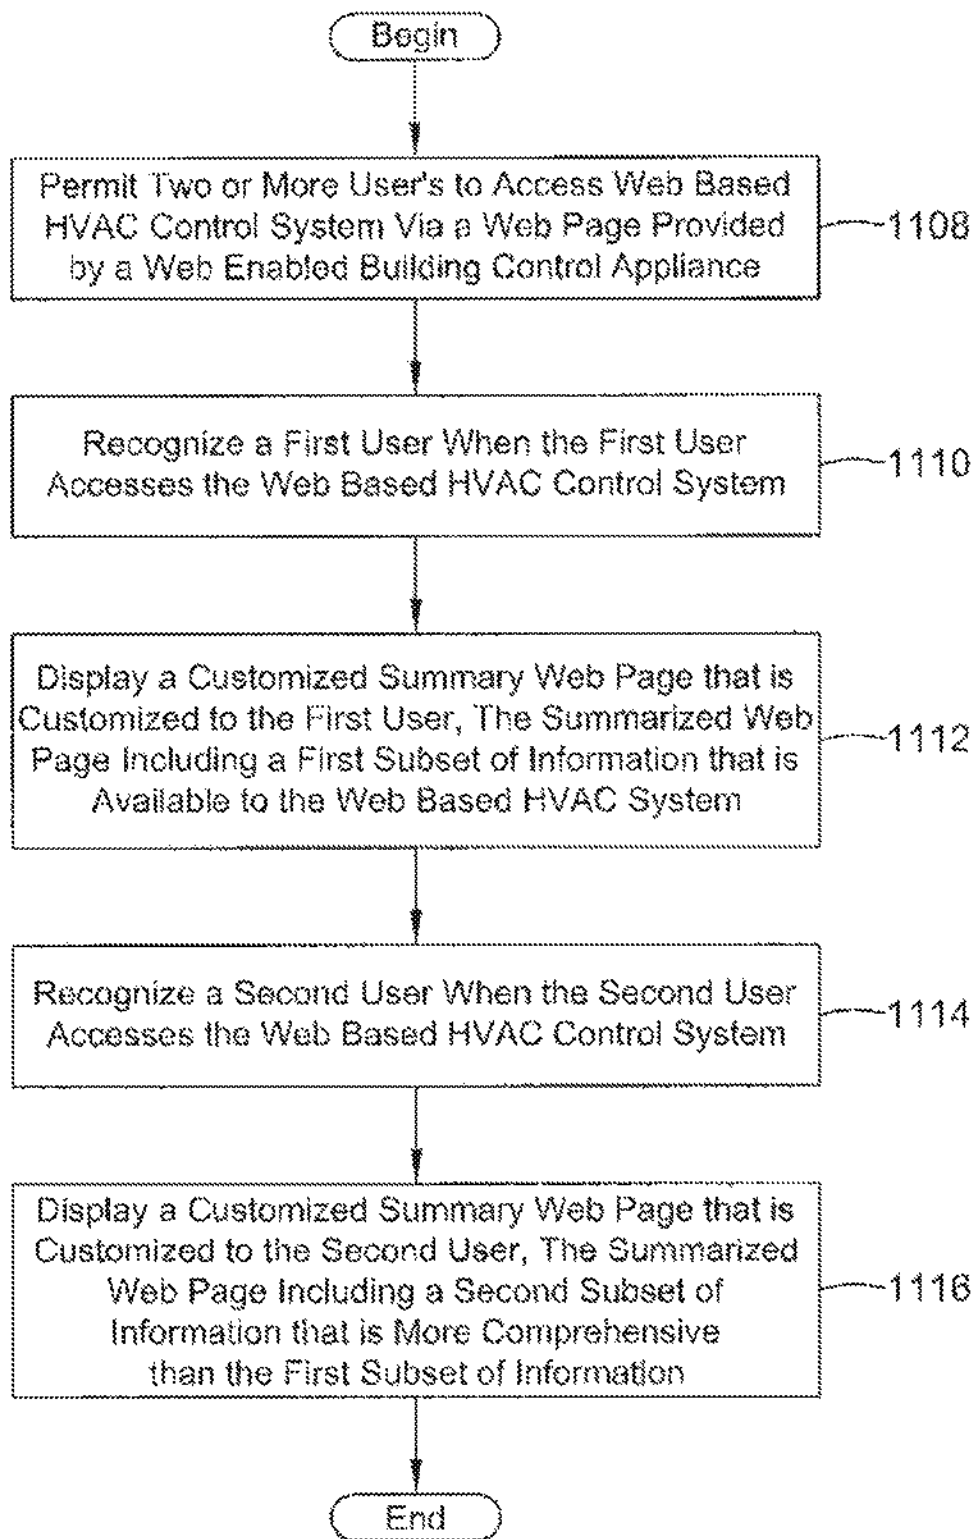 Begin
Permit Two or More User's to Access Web Based
HVAC Control System Via a Web Page Provided
by a Web Enabled Building Control Appliance
1108
Recognize a First User When the First User
Accesses the Web Based HVAC Control System
1110
Display a Customized Summary Web Page that is
Customized to the First User, The Summarized Web
Page Including a First Subset of Information that is
Available to the Web Based HVAC System
1112
Recognize a Second User When the Second User
Accesses the Web Based HVAC Control System
1114
Display a Customized Summary Web Page that is
Customized to the Second User, The Summarized
Web Page Including a Second Subset of
Information that is More Comprehensive
than the First Subset of Information
1116
End